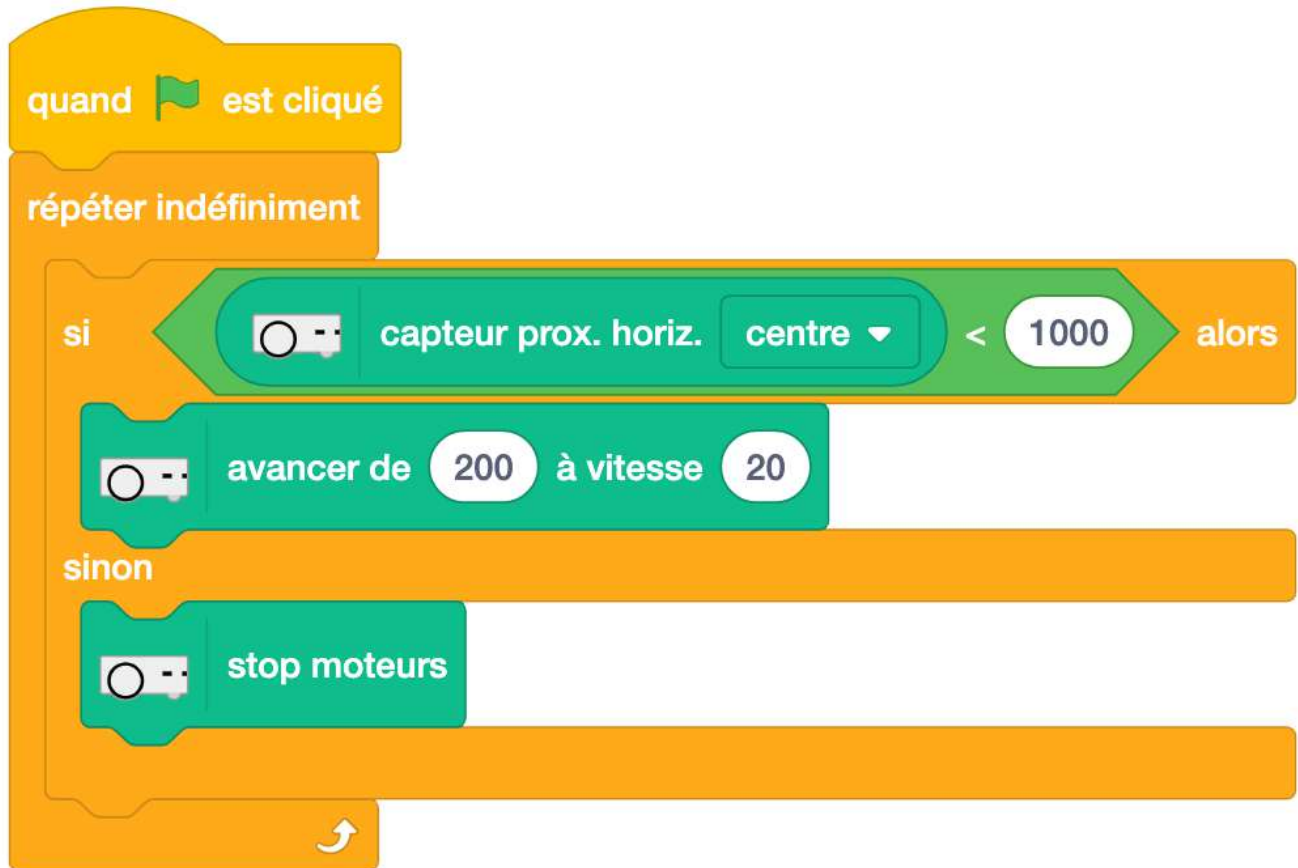 quand est cliqué
répéter indéfiniment
si capteur prox. horiz. centre < 1000 alors
avancer de 200 à vitesse 20
sinon
stop moteurs